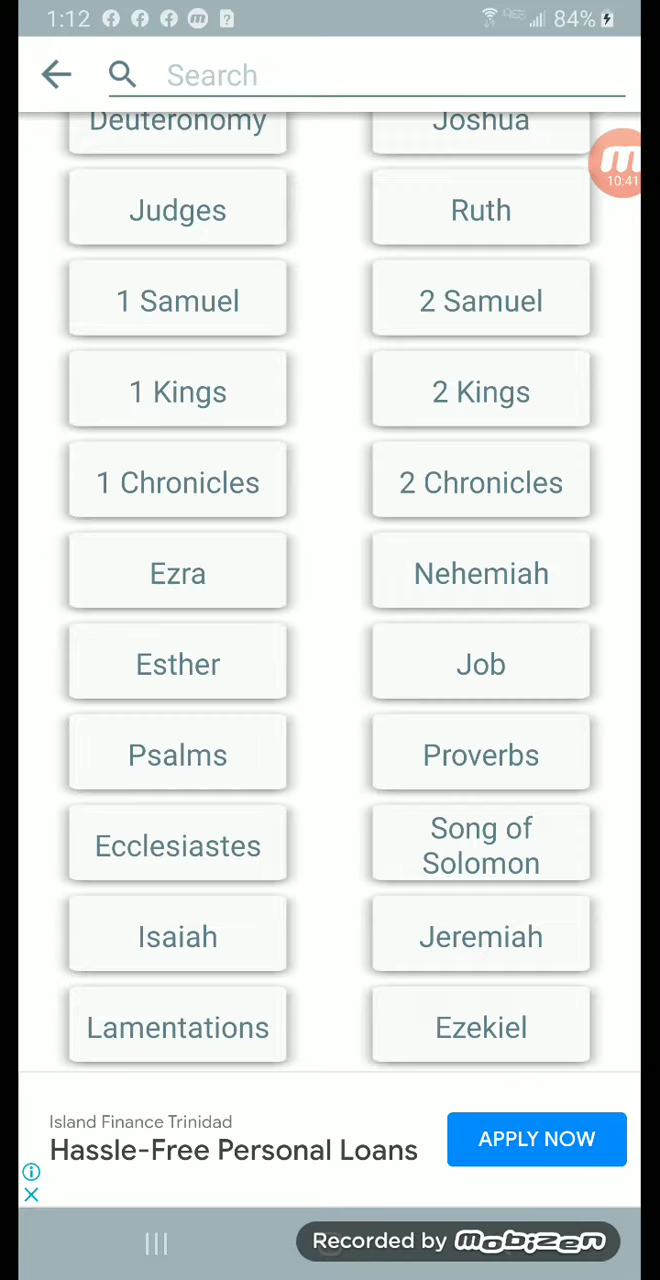 1:12 84%
Search
Deuteronomy Joshua
10:41
Judges Ruth
1 Samuel 2 Samuel
1 Kings 2 Kings
1 Chronicles 2 Chronicles
Ezra Nehemiah
Esther Job
Psalms Proverbs
Ecclesiastes Song of
Solomon
Isaiah Jeremiah
Lamentations Ezekiel
Island Finance Trinidad
Hassle-Free Personal Loans
APPLY NOW
Recorded by mobizen